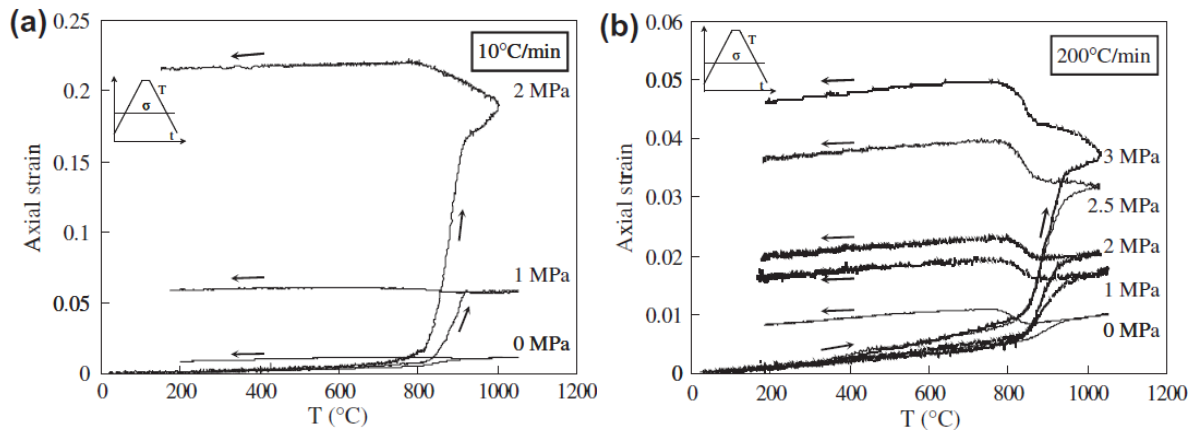 (a)
0.25
0.2
0.15
0.1
0.05
0
Axial strain
T
σ
t
10°C/min
2 MPa
1 MPa
0 MPa
0 200 400 600 800 1000 1200
T (°C)
(b)
0.06
0.05
0.04
0.03
0.02
0.01
0
Axial strain
T
σ
t
200°C/min
3 MPa
2.5 MPa
2 MPa
1 MPa
0 MPa
0 200 400 600 800 1000 1200
T (°C)